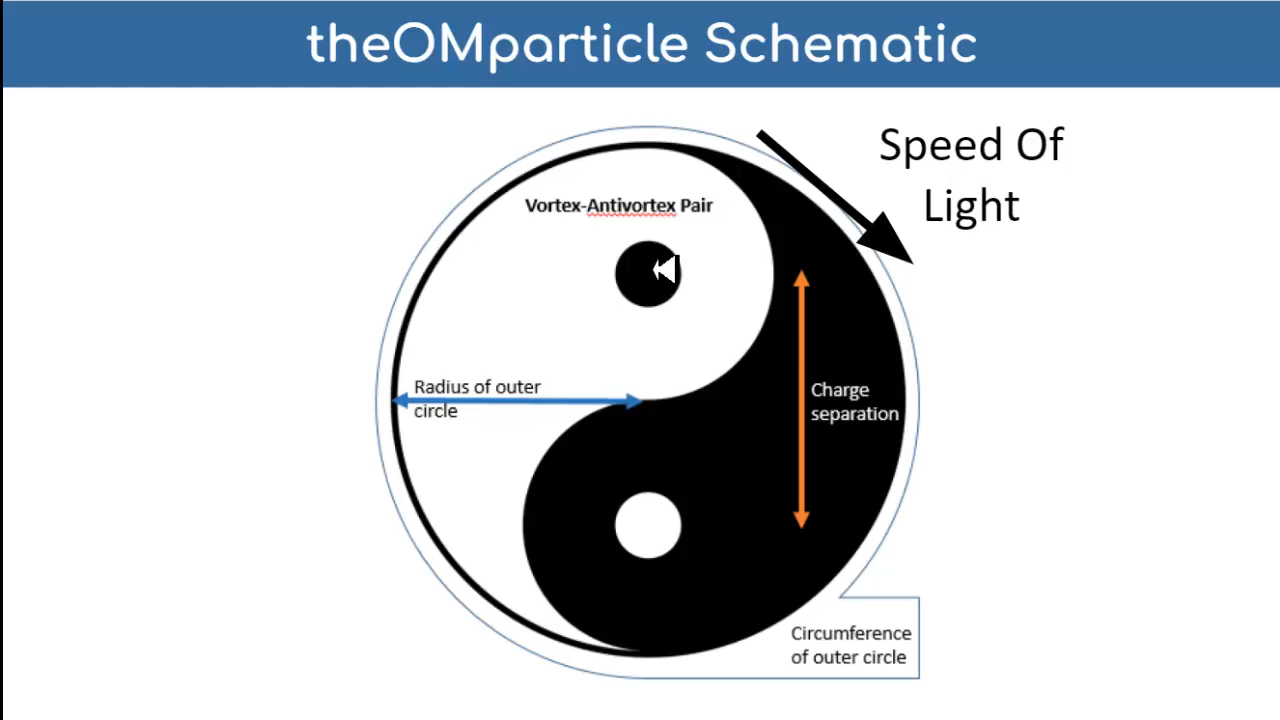 theOMparticle Schematic
Speed Of
Light
Vortex-Antivortex Pair
Radius of outer
circle
Charge
separation
Circumference
of outer circle